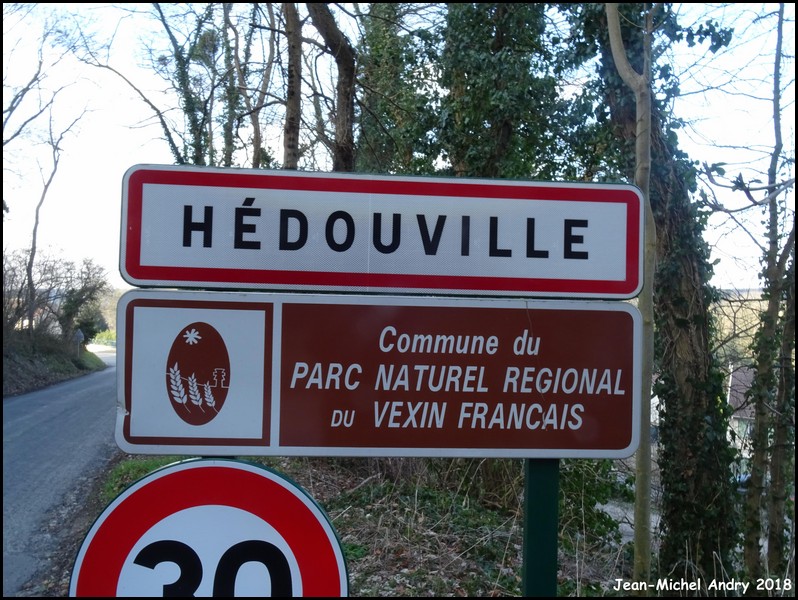 HÉDOUVILLE
Commune du
PARC NATUREL REGIONAL
DU VEXIN FRANCAIS
30
Jean-Michel Andry 2018